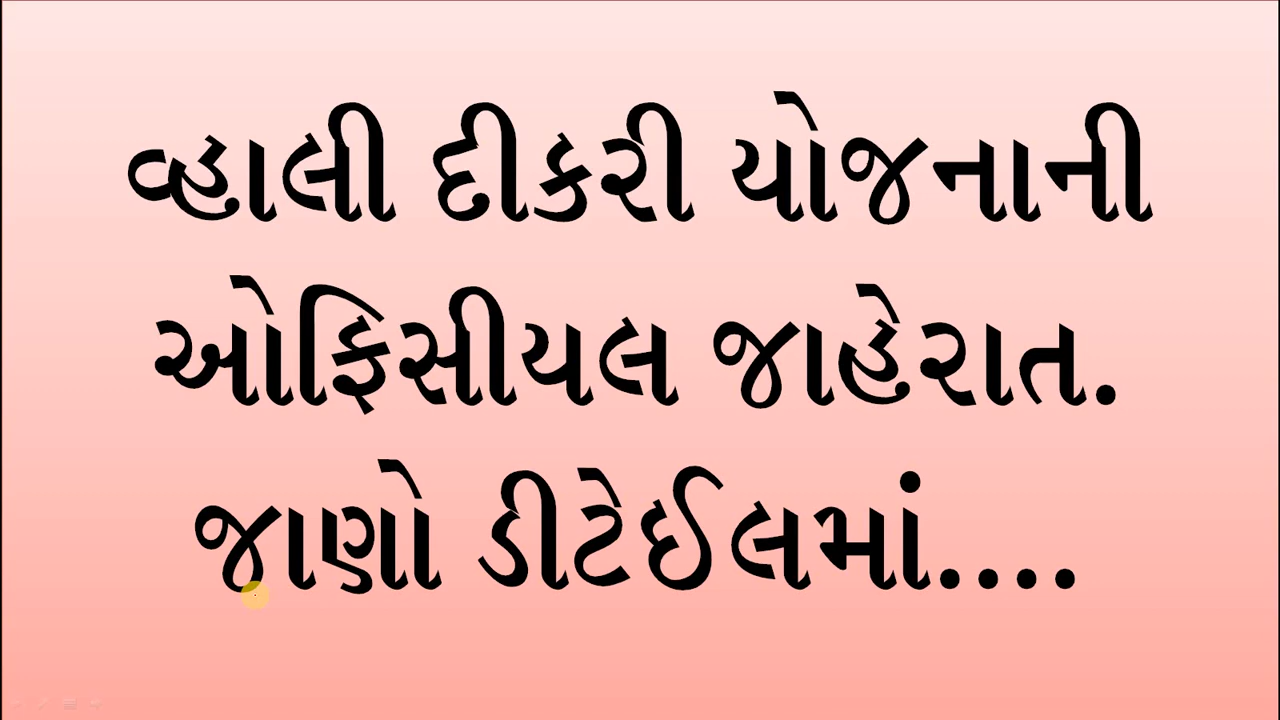 વ્હાલી દીકરી યોજનાની
ઓફિસીયલ જાહેરાત.
જાણો ડીટેઈલમાં....